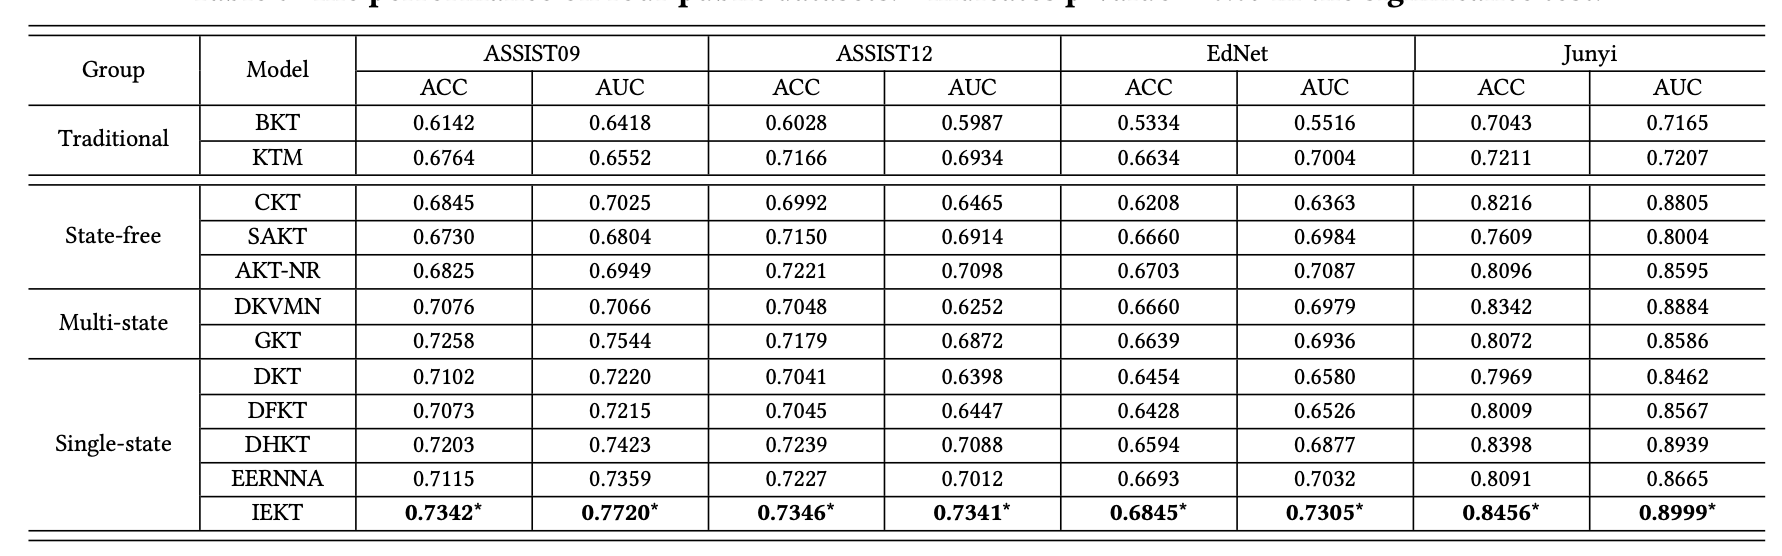 Group Model ASSIST09 ASSIST12 EdNet Junyi
ACC AUC ACC AUC ACC AUC ACC AUC
Traditional BKT 0.6142 0.6418 0.6028 0.5987 0.5334 0.5516 0.7043 0.7165
KTM 0.6764 0.6552 0.7166 0.6934 0.6634 0.7004 0.7211 0.7207
State-free CKT 0.6845 0.7025 0.6992 0.6465 0.6208 0.6363 0.8216 0.8805
SAKT 0.6730 0.6804 0.7150 0.6914 0.6660 0.6984 0.7609 0.8004
AKT-NR 0.6825 0.6949 0.7221 0.7098 0.6703 0.7087 0.8096 0.8595
Multi-state DKVMN 0.7076 0.7066 0.7048 0.6252 0.6660 0.6979 0.8342 0.8884
GKT 0.7258 0.7544 0.7179 0.6872 0.6639 0.6936 0.8072 0.8586
Single-state DKT 0.7102 0.7220 0.7041 0.6398 0.6454 0.6580 0.7969 0.8462
DFKT 0.7073 0.7215 0.7045 0.6447 0.6428 0.6526 0.8009 0.8567
DHKT 0.7203 0.7423 0.7239 0.7088 0.6594 0.6877 0.8398 0.8939
EERNNA 0.7115 0.7359 0.7227 0.7012 0.6693 0.7032 0.8091 0.8665
IEKT 0.7342* 0.7720* 0.7346* 0.7341* 0.6845* 0.7305* 0.8456* 0.8999*